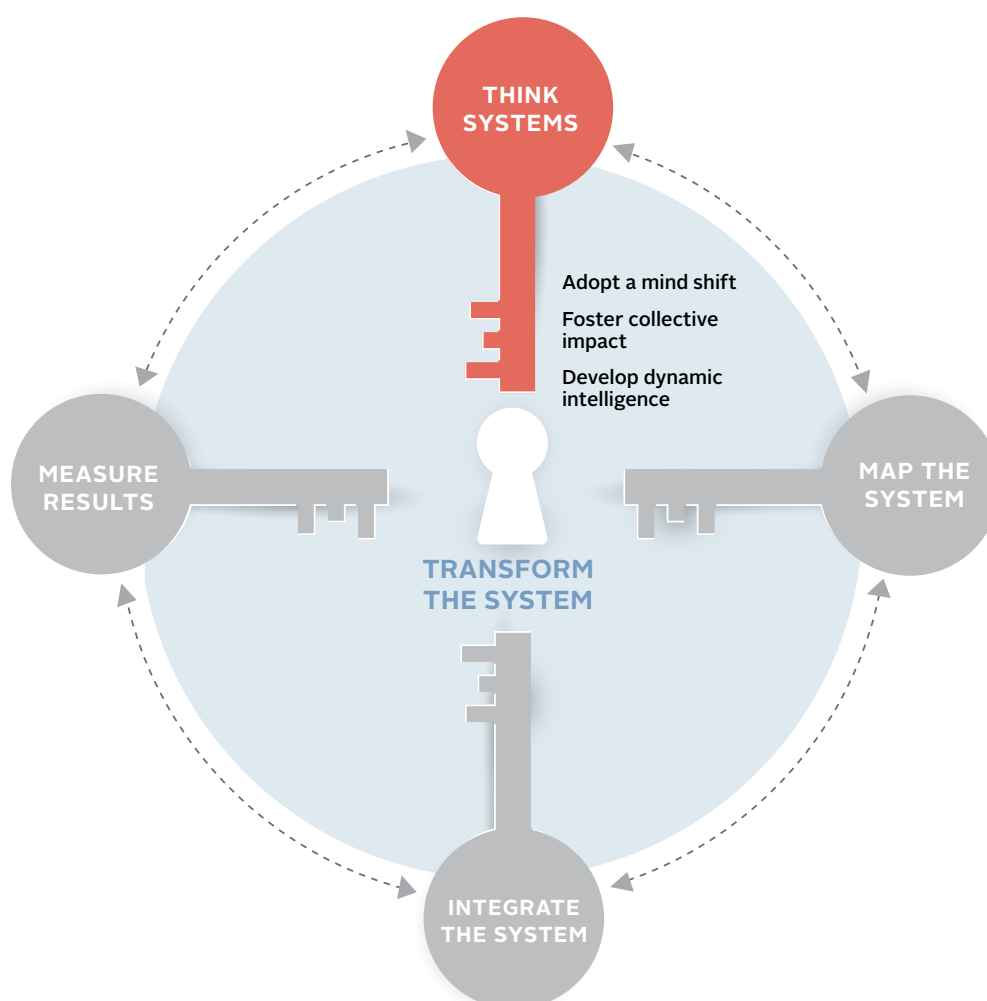 THINK
SYSTEMS
Adopt a mind shift
Foster collective
impact
Develop dynamic
intelligence
MEASURE
RESULTS
MAP THE
SYSTEM
TRANSFORM
THE SYSTEM
INTEGRATE
THE SYSTEM